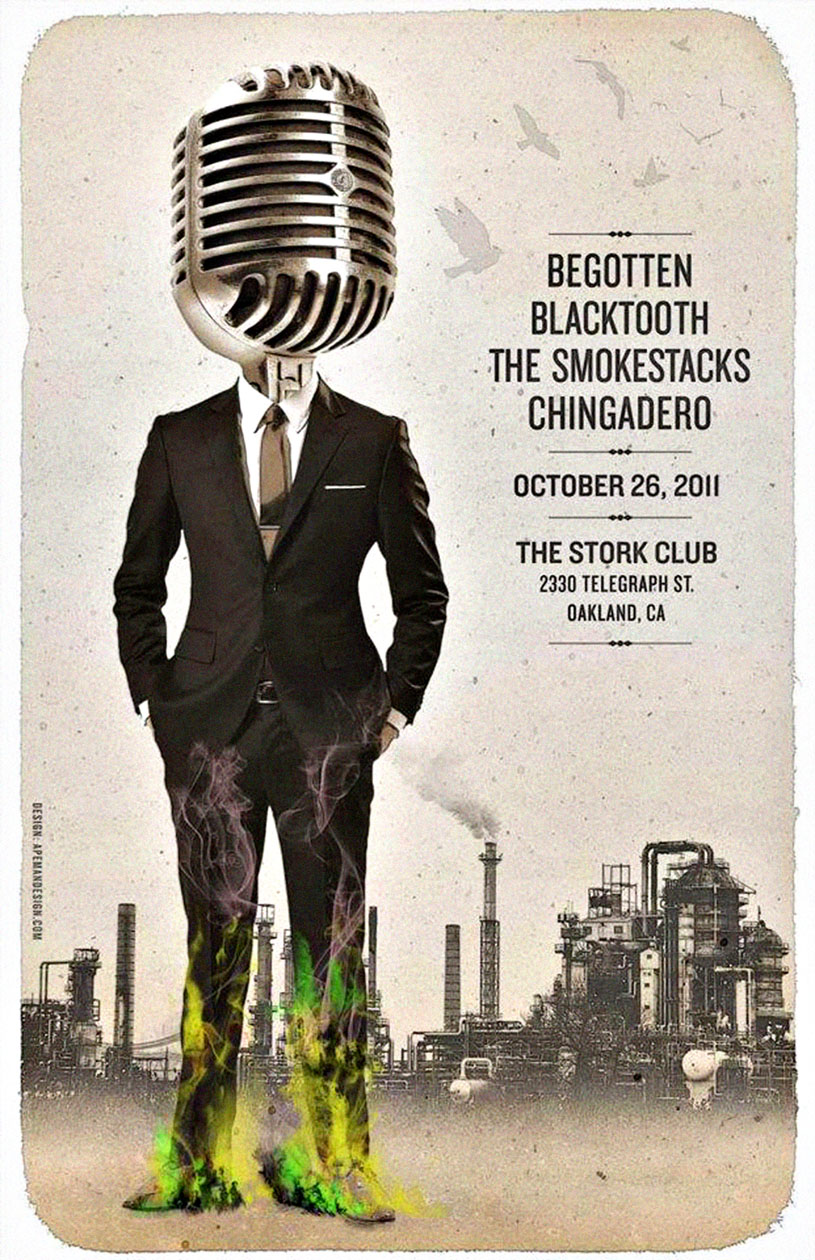 BEGOTTEN
BLACKTOOTH
THE SMOKESTACKS
CHINGADERO
OCTOBER 26, 2011
THE STORK CLUB
2330 TELEGRAPH ST.
OAKLAND, CA
DESIGN: APEMANDESIGN.COM